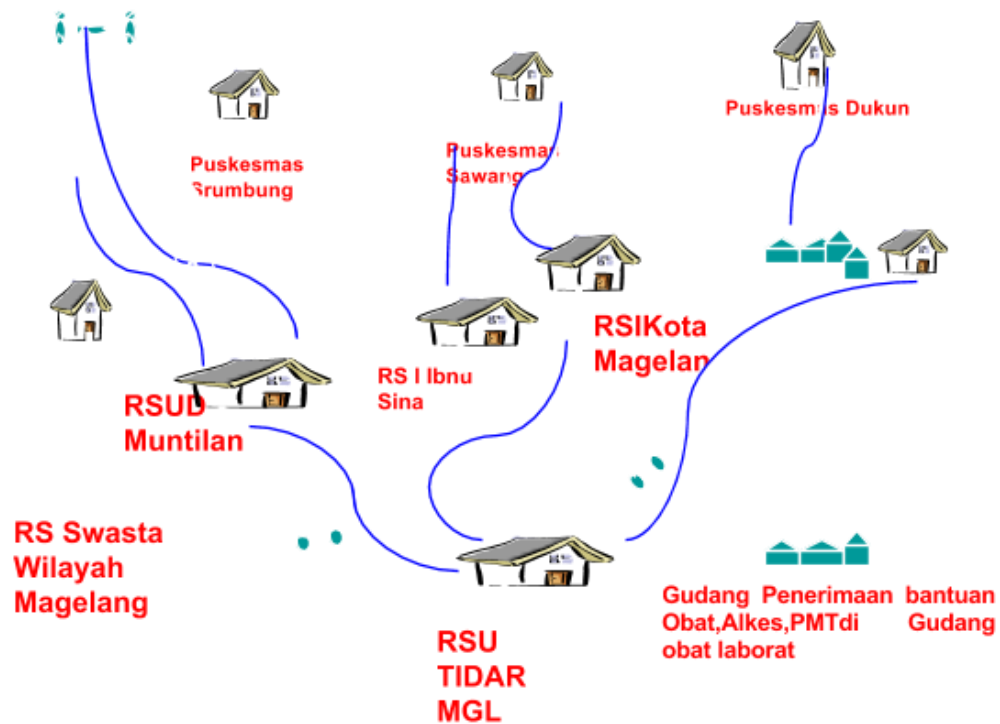 Puskesmas
Srumbung
Puskesmas
Sawang
Puskesmas Dukun
RSUD
Muntilan
RS I Ibnu
Sina
RSIKota
Magelan
RS Swasta
Wilayah
Magelang
RSU
TIDAR
MGL
Gudang Penerimaan bantuan
Obat,Alkes,PMTdi Gudang
obat laborat